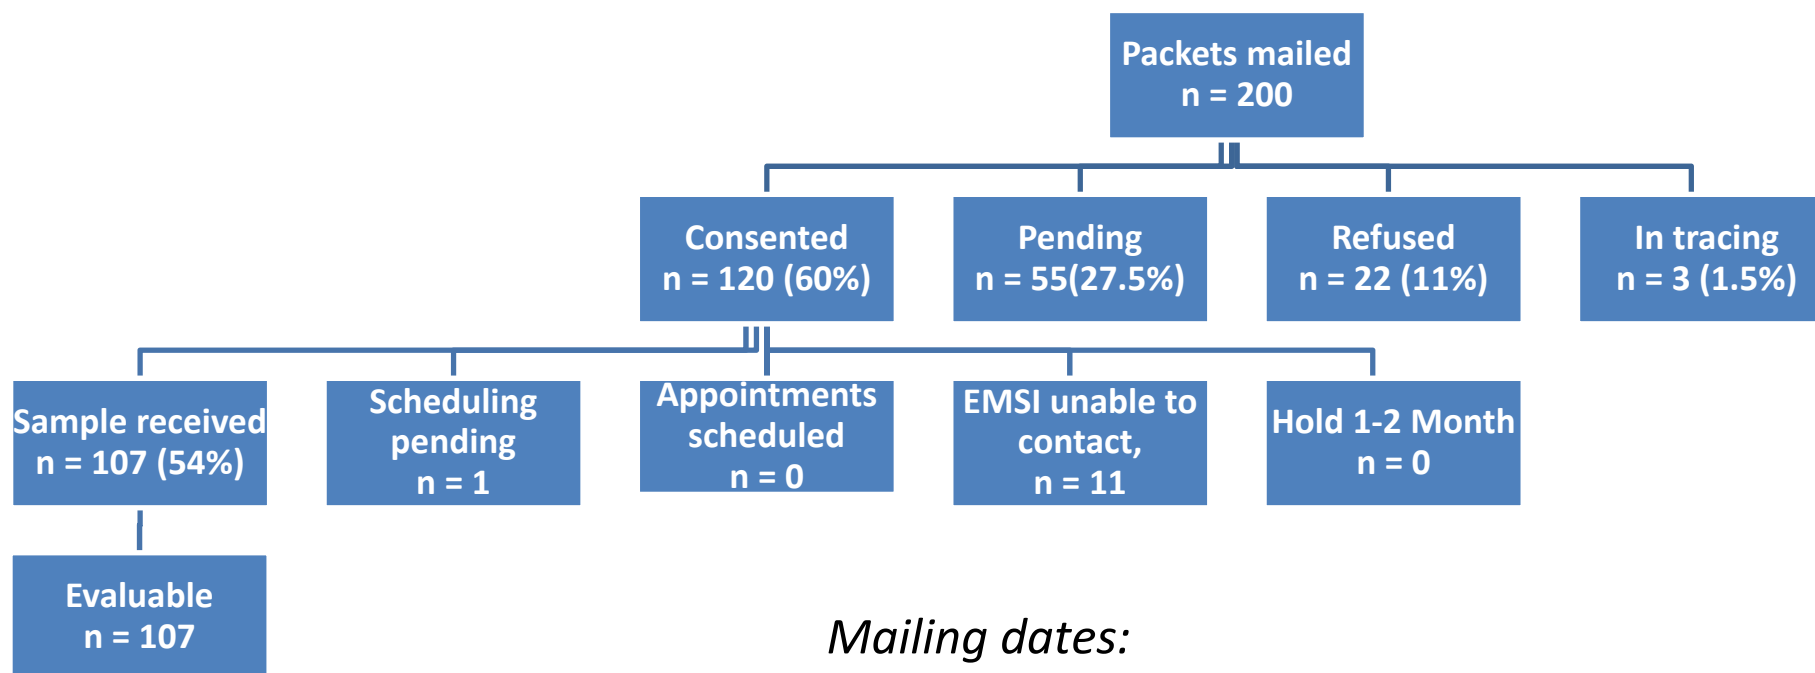 Packets mailed
n = 200
Consented
n = 120 (60%)
Pending
n = 55(27.5%)
Refused
n = 22 (11%)
In tracing
n = 3 (1.5%)
Sample received
n = 107 (54%)
Scheduling
pending
n = 1
Appointments
scheduled
n = 0
EMSI unable to
contact,
n = 11
Hold 1-2 Month
n = 0
Evaluable
n = 107
Mailing dates: